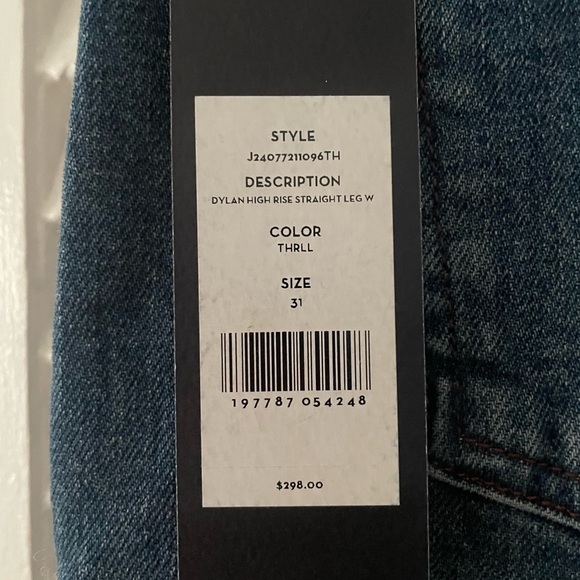 STYLE
J24077211096TH
DESCRIPTION
DYLAN HIGH RISE STRAIGHT LEG W
COLOR
THRLL
SIZE
31
197787 054248
$298.00